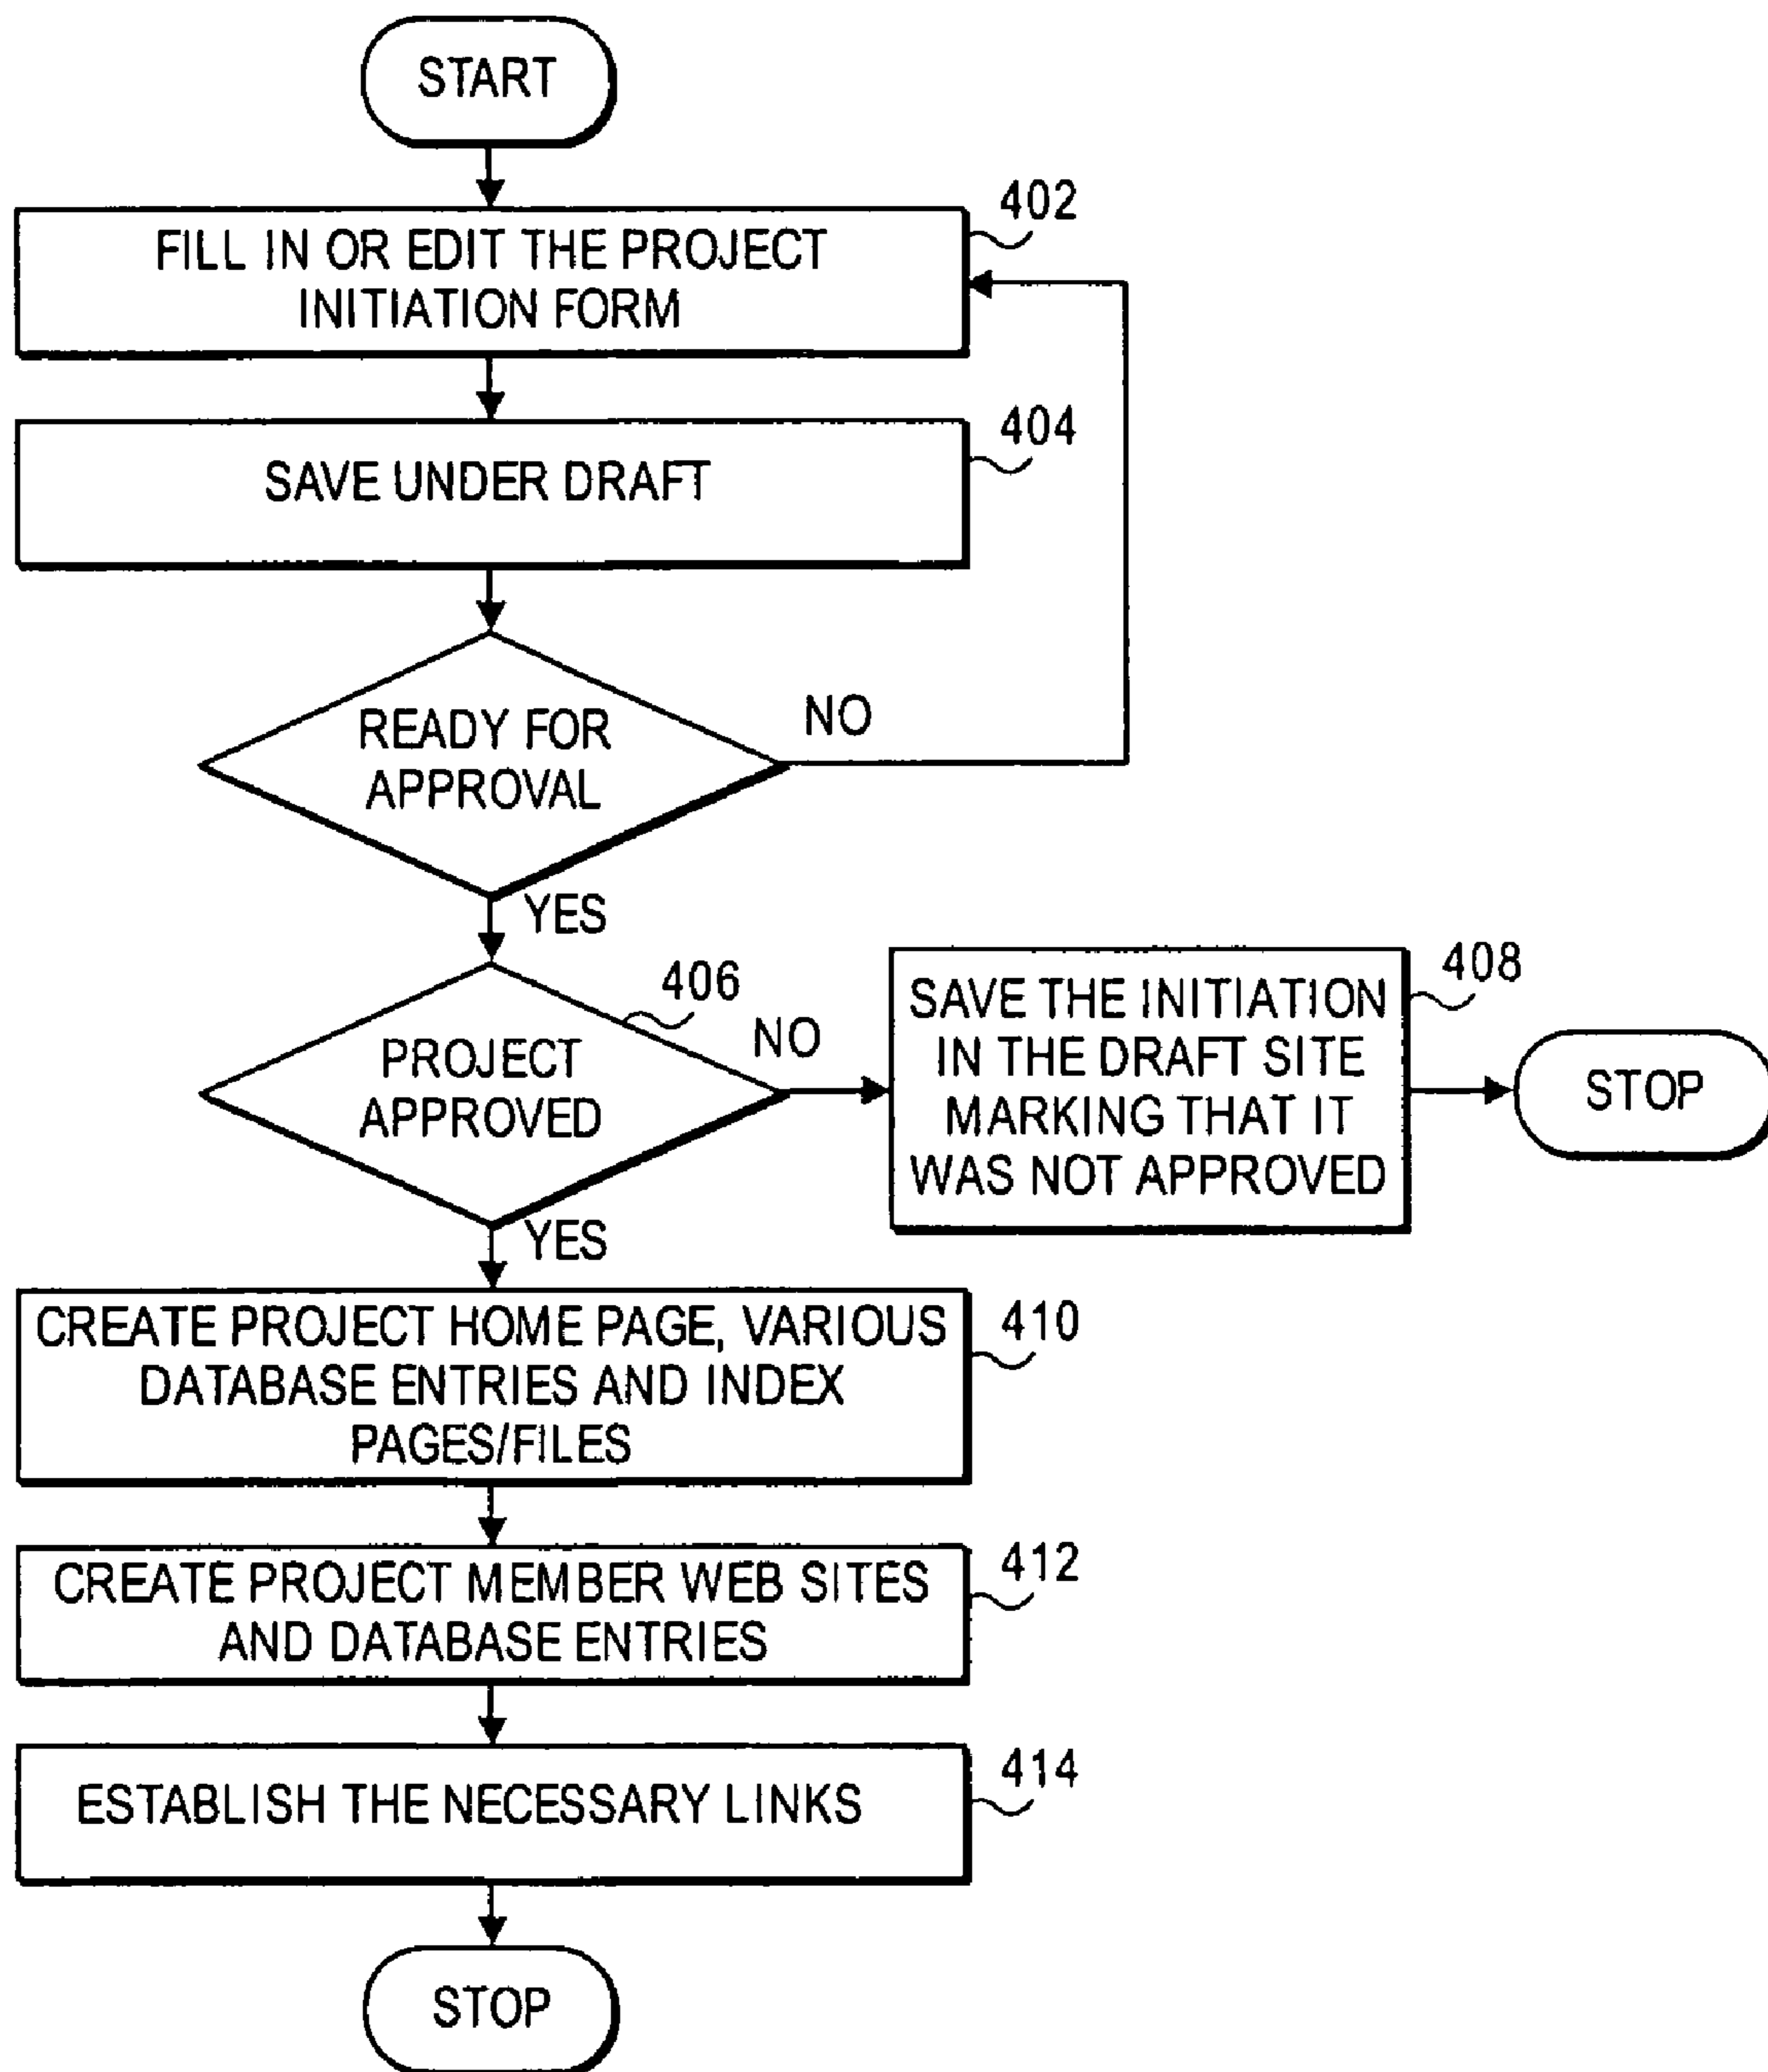 START
402
FILL IN OR EDIT THE PROJECT
INITIATION FORM
404
SAVE UNDER DRAFT
READY FOR
APPROVAL
NO
YES
406
PROJECT
APPROVED
NO
408
SAVE THE INITIATION
IN THE DRAFT SITE
MARKING THAT IT
WAS NOT APPROVED
STOP
YES
410
CREATE PROJECT HOME PAGE, VARIOUS
DATABASE ENTRIES AND INDEX
PAGES/FILES
412
CREATE PROJECT MEMBER WEB SITES
AND DATABASE ENTRIES
414
ESTABLISH THE NECESSARY LINKS
STOP